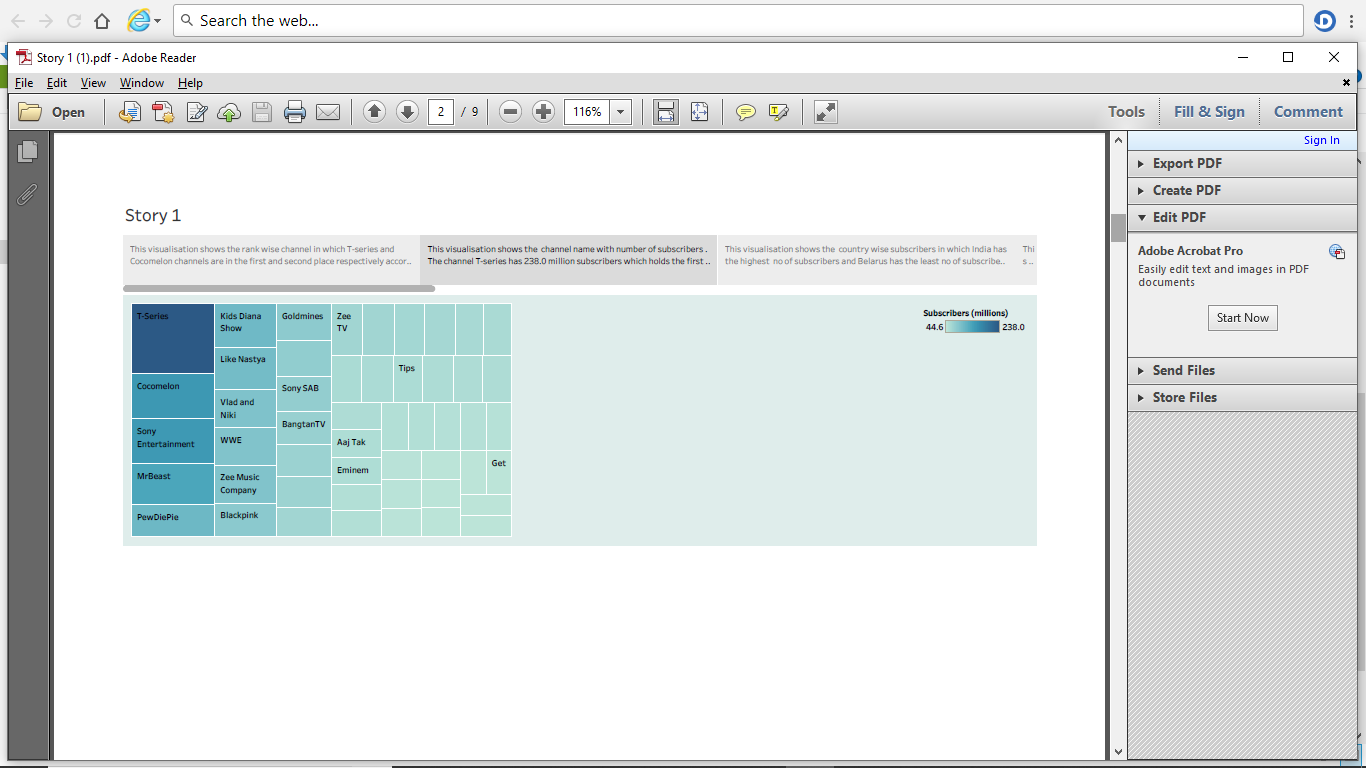 Search the web...
Story 1 (1).pdf - Adobe Reader
File Edit View Window Help
Open
2 / 9
116%
Tools
Fill & Sign
Comment
Sign In
Export PDF
Create PDF
Edit PDF
Adobe Acrobat Pro
Easily edit text and images in PDF
documents
Start Now
Send Files
Store Files
Story 1
This visualisation shows the rank wise channel in which T-series and
Cocomelon channels are in the first and second place respectively accor..
This visualisation shows the channel name with number of subscribers .
The channel T-series has 238.0 million subscribers which holds the first ..
This visualisation shows the country wise subscribers in which India has
the highest no of subscribers and Belarus has the least no of subscribe..
Thi
s ..
T-Series
Cocomelon
Sony
Entertainment
MrBeast
PewDiePie
Kids Diana
Show
Like Nastya
Vlad and
Niki
WWE
Zee Music
Company
Blackpink
Goldmines
Sony SAB
BangtanTV
Zee
TV
Tips
Aaj Tak
Eminem
Get
Subscribers (millions)
44.6 238.0